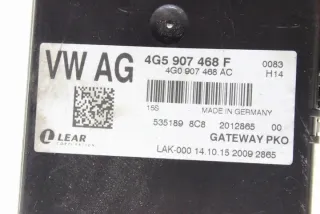 VW AG
4G5 907 468 F
0083
4G0 907 468 AC
H14
15S
MADE IN GERMANY
535189 8C8
2012865 00
LEAR
CORPORATION
GATEWAY PKO
LAK-000 14.10.15 2009 2865